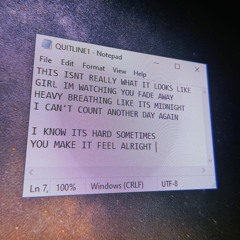 QUITLINE1 - Notepad
File Edit Format View Help
THIS ISNT REALLY WHAT IT LOOKS LIKE
GIRL IM WATCHING YOU FADE AWAY
HEAVY BREATHING LIKE ITS MIDNIGHT
I CAN'T COUNT ANOTHER DAY AGAIN
I KNOW ITS HARD SOMETIMES
YOU MAKE IT FEEL ALRIGHT
Ln 7, 100% Windows (CRLF) UTF-8